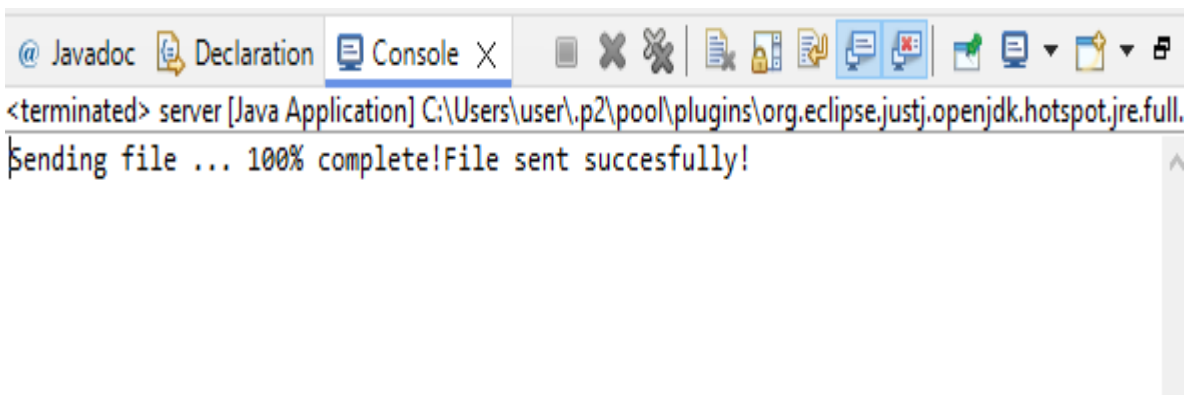 @ Javadoc Declaration Console
<terminated> server [Java Application] C:\Users\user\.p2\pool\plugins\org.eclipse.justj.openjdk.hotspot.jre.full.
Sending file ... 100% complete!File sent succesfully!